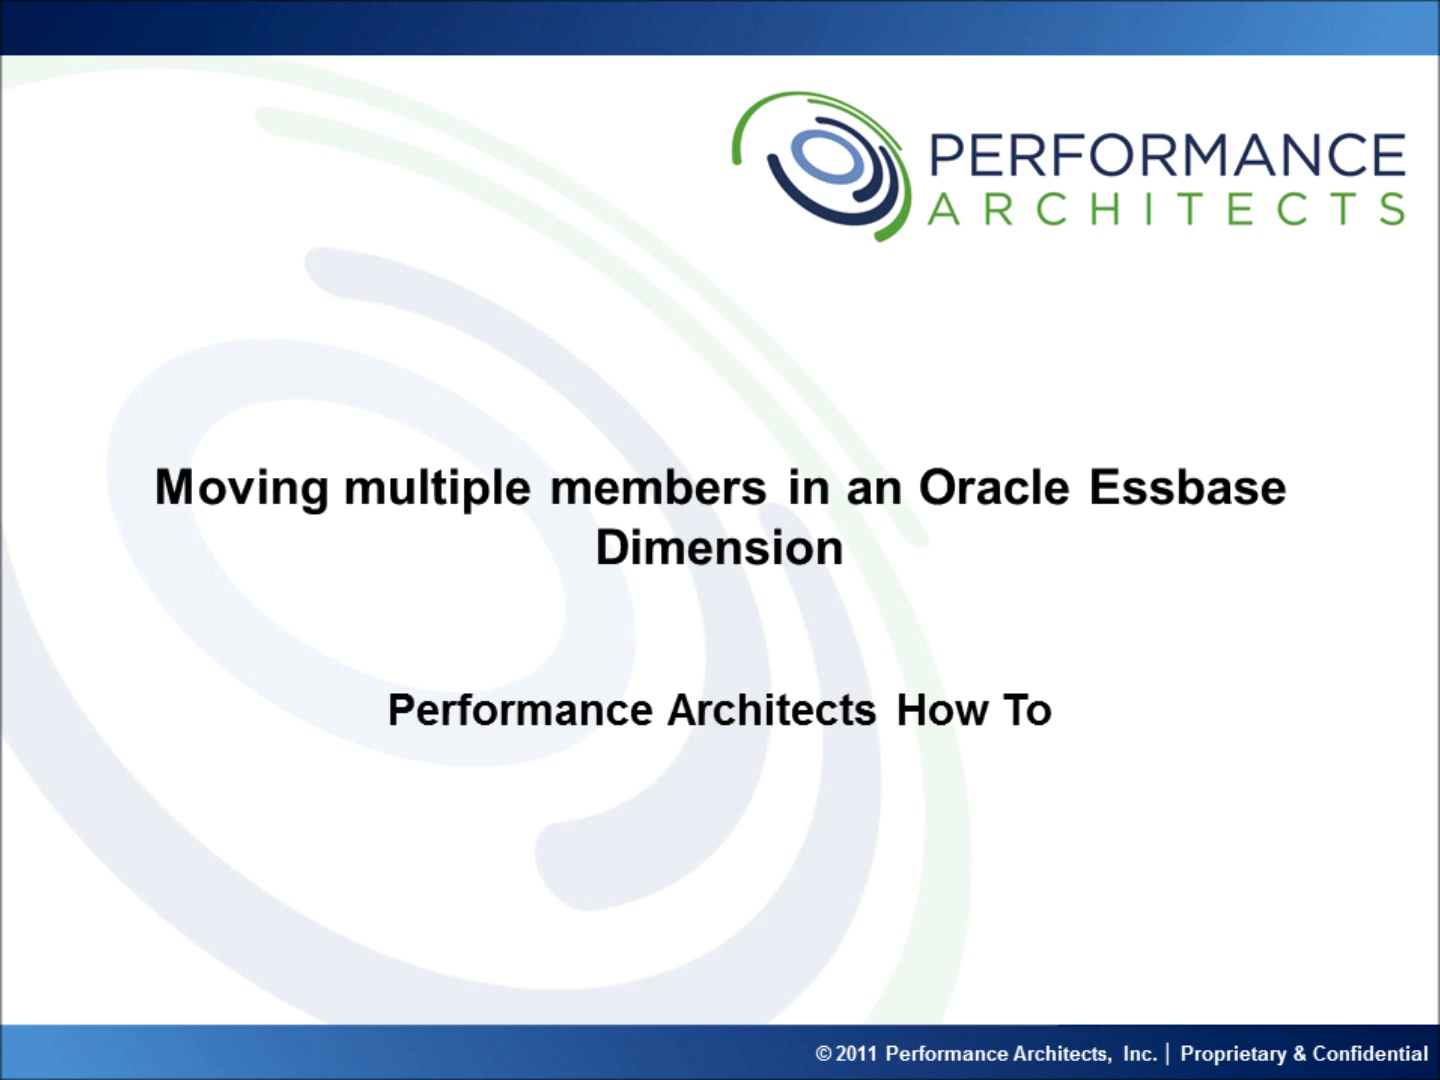 PERFORMANCE
ARCHITECTS
Moving multiple members in an Oracle Essbase
Dimension
Performance Architects How To
© 2011 Performance Architects, Inc. | Proprietary & Confidential